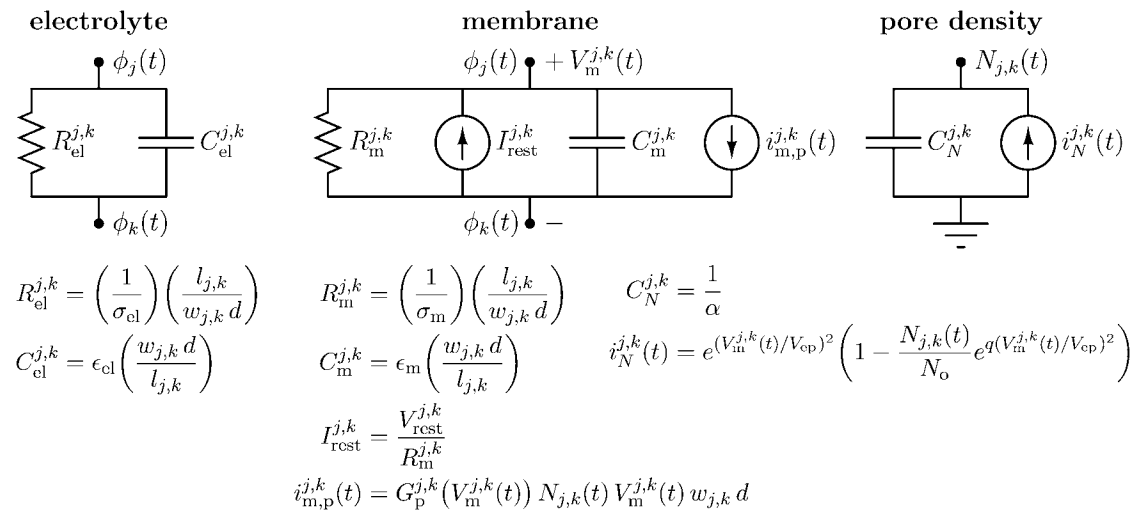 electrolyte membrane pore density
ϕ_j(t) ϕ_j(t) + V_m^{j,k}(t) N_{j,k}(t)
R_el^{j,k} C_el^{j,k} R_m^{j,k} I_rest^{j,k} C_m^{j,k} i_{m,p}^{j,k}(t) C_N^{j,k} i_N^{j,k}(t)
ϕ_k(t) ϕ_k(t) −
R_el^{j,k} = (1/σ_el)(l_{j,k}/(w_{j,k} d)) R_m^{j,k} = (1/σ_m)(l_{j,k}/(w_{j,k} d)) C_N^{j,k} = 1/α
C_el^{j,k} = ϵ_el(w_{j,k} d/l_{j,k}) C_m^{j,k} = ϵ_m(w_{j,k} d/l_{j,k}) i_N^{j,k}(t) = e^{(V_m^{j,k}(t)/V_ep)^2}(1 − (N_{j,k}(t)/N_o) e^{q(V_m^{j,k}(t)/V_ep)^2})
I_rest^{j,k} = V_rest^{j,k}/R_m^{j,k}
i_{m,p}^{j,k}(t) = G_p^{j,k}(V_m^{j,k}(t)) N_{j,k}(t) V_m^{j,k}(t) w_{j,k} d